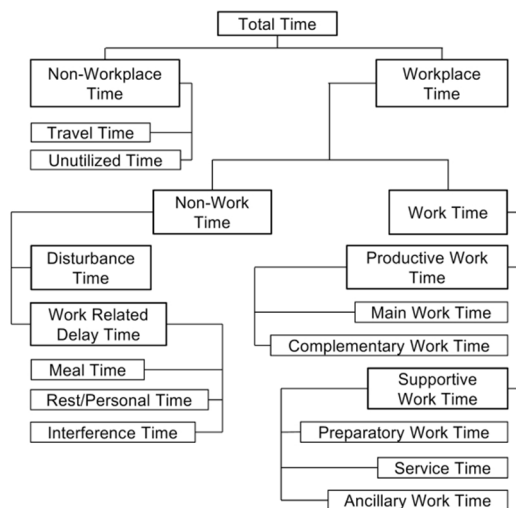 Total Time
Non-Workplace
Time
Workplace
Time
Travel Time
Unutilized Time
Non-Work
Time
Work Time
Disturbance
Time
Productive Work
Time
Work Related
Delay Time
Main Work Time
Complementary Work Time
Meal Time
Rest/Personal Time
Interference Time
Supportive
Work Time
Preparatory Work Time
Service Time
Ancillary Work Time